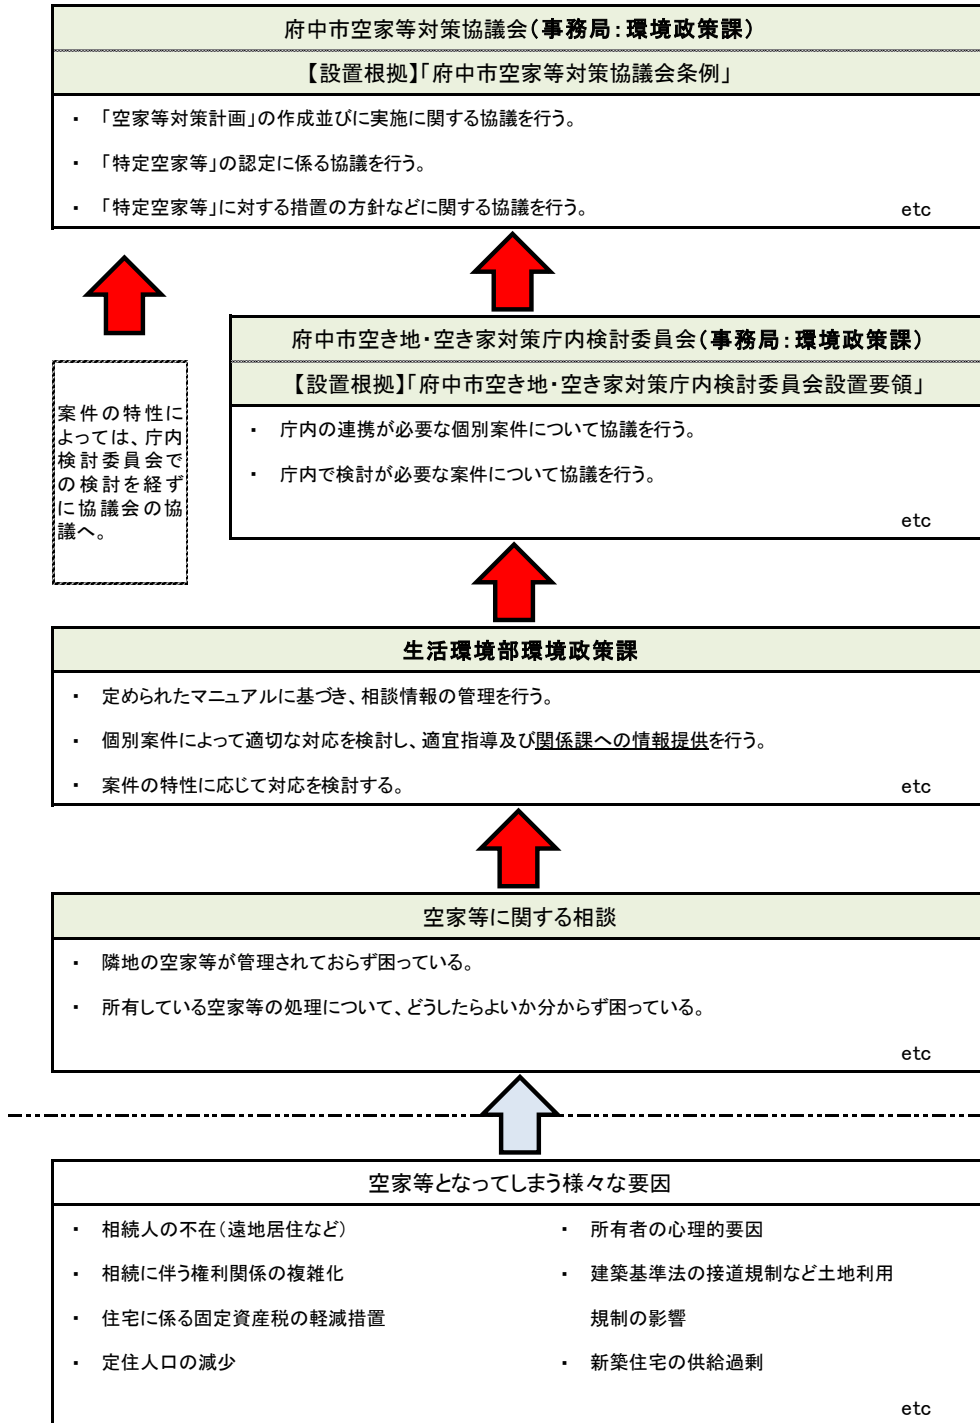 府中市空家等対策協議会（事務局：環境政策課）
【設置根拠】「府中市空家等対策協議会条例」
・ 「空家等対策計画」の作成並びに実施に関する協議を行う。
・ 「特定空家等」の認定に係る協議を行う。
・ 「特定空家等」に対する措置の方針などに関する協議を行う。
etc
案件の特性に
よっては、庁内
検討委員会で
の検討を経ず
に協議会の協
議へ。
府中市空き地・空き家対策庁内検討委員会（事務局：環境政策課）
【設置根拠】「府中市空き地・空き家対策庁内検討委員会設置要領」
・ 庁内の連携が必要な個別案件について協議を行う。
・ 庁内で検討が必要な案件について協議を行う。
etc
生活環境部環境政策課
・ 定められたマニュアルに基づき、相談情報の管理を行う。
・ 個別案件によって適切な対応を検討し、適宜指導及び関係課への情報提供を行う。
・ 案件の特性に応じて対応を検討する。
etc
空家等に関する相談
・ 隣地の空家等が管理されておらず困っている。
・ 所有している空家等の処理について、どうしたらよいか分からず困っている。
etc
空家等となってしまう様々な要因
・ 相続人の不在（遠地居住など）
・ 相続に伴う権利関係の複雑化
・ 住宅に係る固定資産税の軽減措置
・ 定住人口の減少
・ 所有者の心理的要因
・ 建築基準法の接道規制など土地利用
規制の影響
・ 新築住宅の供給過剰
etc